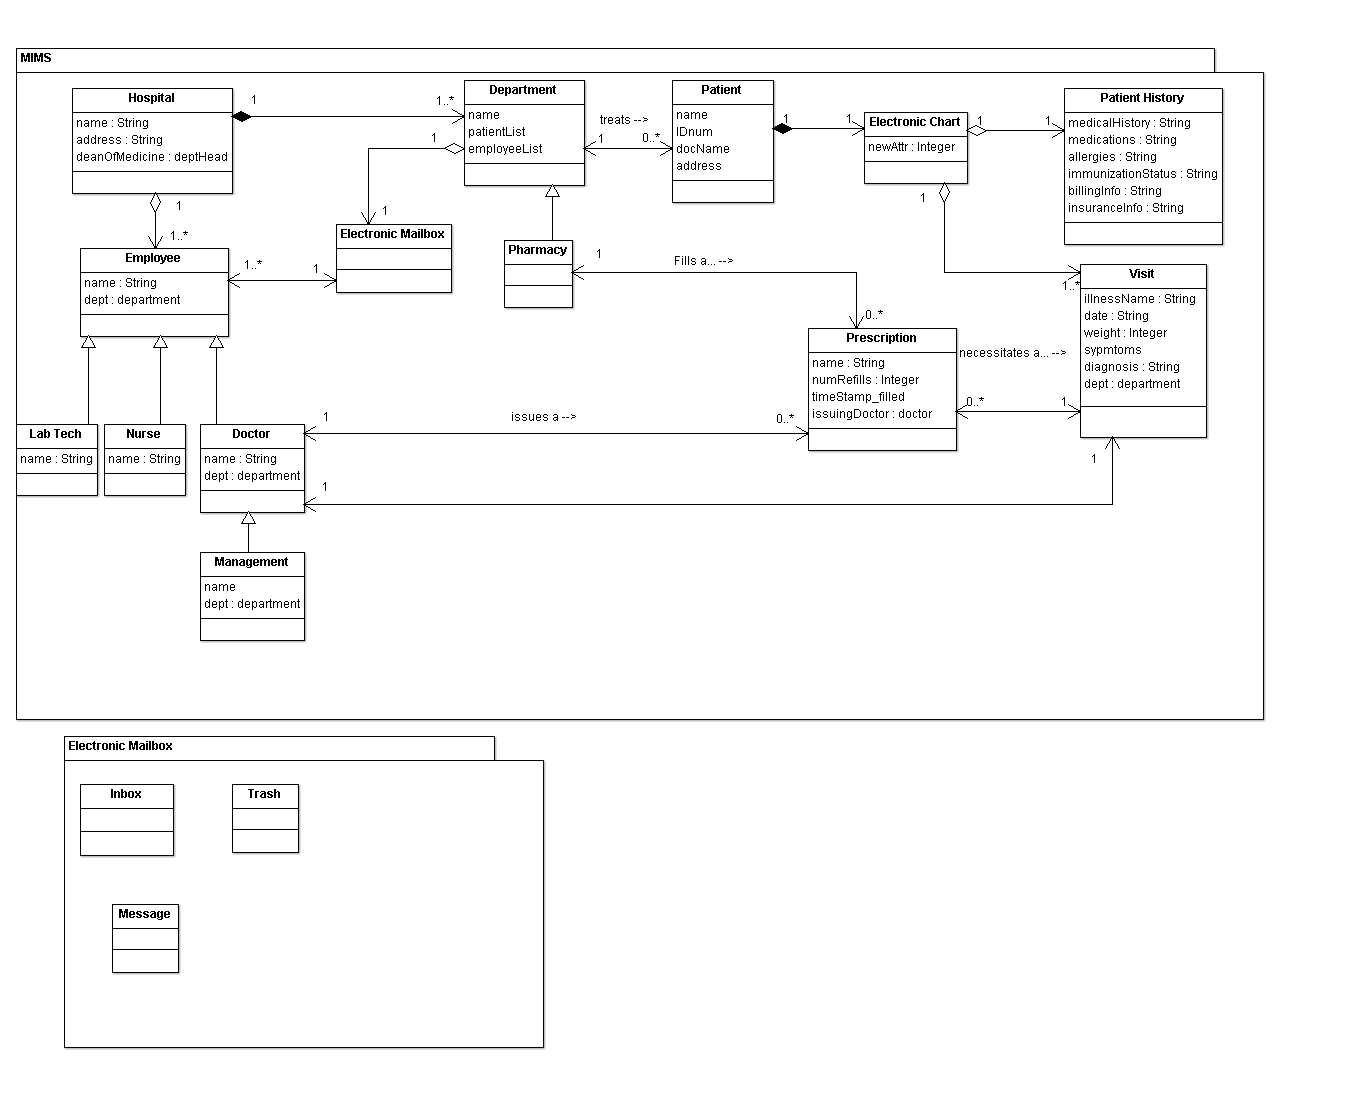 MIMS
Hospital
name : String
address : String
deanOfMedicine : deptHead
1
1..*
Department
name
patientList
employeeList
treats -->
1
0..*
Patient
name
IDnum
docName
address
1
1
Electronic Chart
newAttr : Integer
1
1
Patient History
medicalHistory : String
medications : String
allergies : String
immunizationStatus : String
billingInfo : String
insuranceInfo : String
1
1..*
1
1
Electronic Mailbox
Employee
name : String
dept : department
1..*
1
Pharmacy
1
Fills a... -->
0..*
1
1..*
Visit
illnessName : String
date : String
weight : Integer
sypmtoms
diagnosis : String
dept : department
Prescription
name : String
numRefills : Integer
timeStamp_filled
issuingDoctor : doctor
necessitates a... -->
0..*
1
Lab Tech
name : String
Nurse
name : String
Doctor
name : String
dept : department
1
issues a -->
0..*
1
1
Management
name
dept : department
Electronic Mailbox
Inbox
Trash
Message